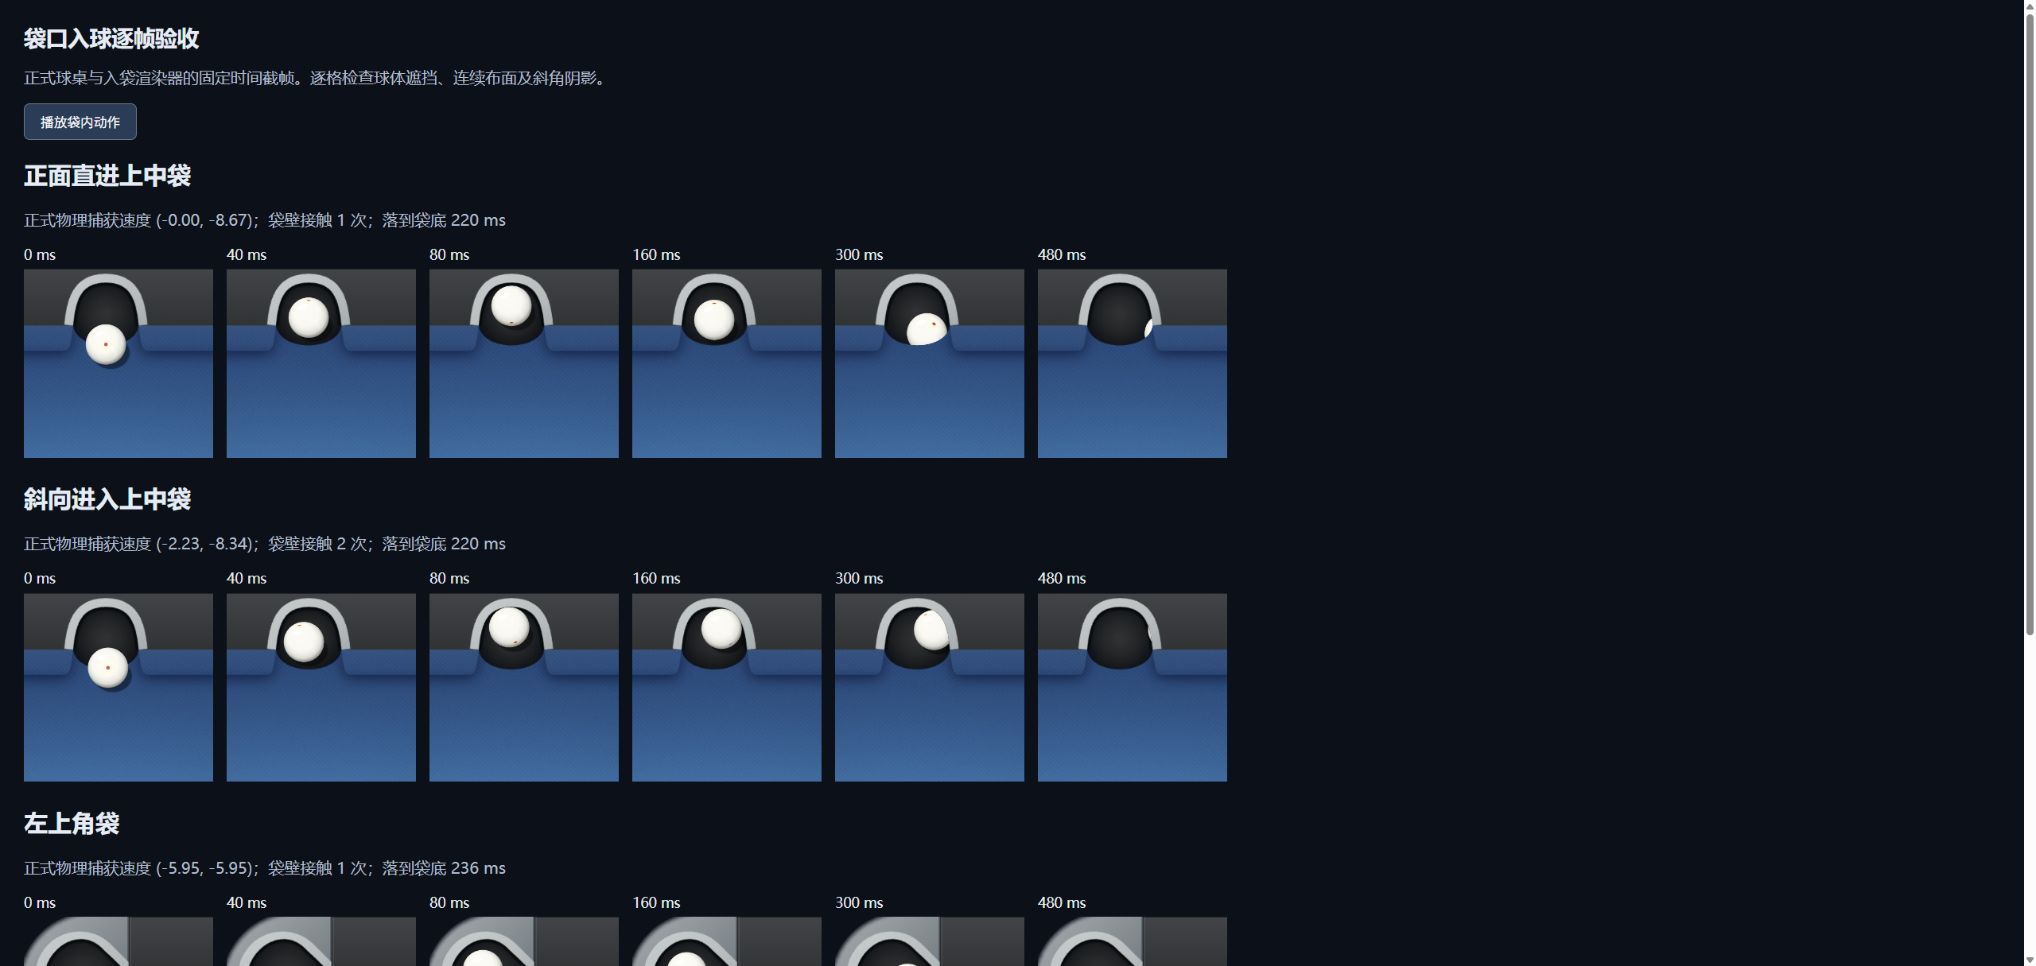 袋口入球逐帧验收
正式球桌与入袋渲染器的固定时间截帧。逐格检查球体遮挡、连续布面及斜角阴影。
播放袋内动作
正面直进上中袋
正式物理捕获速度 (-0.00, -8.67)；袋壁接触 1 次；落到袋底 220 ms
0 ms 40 ms 80 ms 160 ms 300 ms 480 ms
斜向进入上中袋
正式物理捕获速度 (-2.23, -8.34)；袋壁接触 2 次；落到袋底 220 ms
0 ms 40 ms 80 ms 160 ms 300 ms 480 ms
左上角袋
正式物理捕获速度 (-5.95, -5.95)；袋壁接触 1 次；落到袋底 236 ms
0 ms 40 ms 80 ms 160 ms 300 ms 480 ms